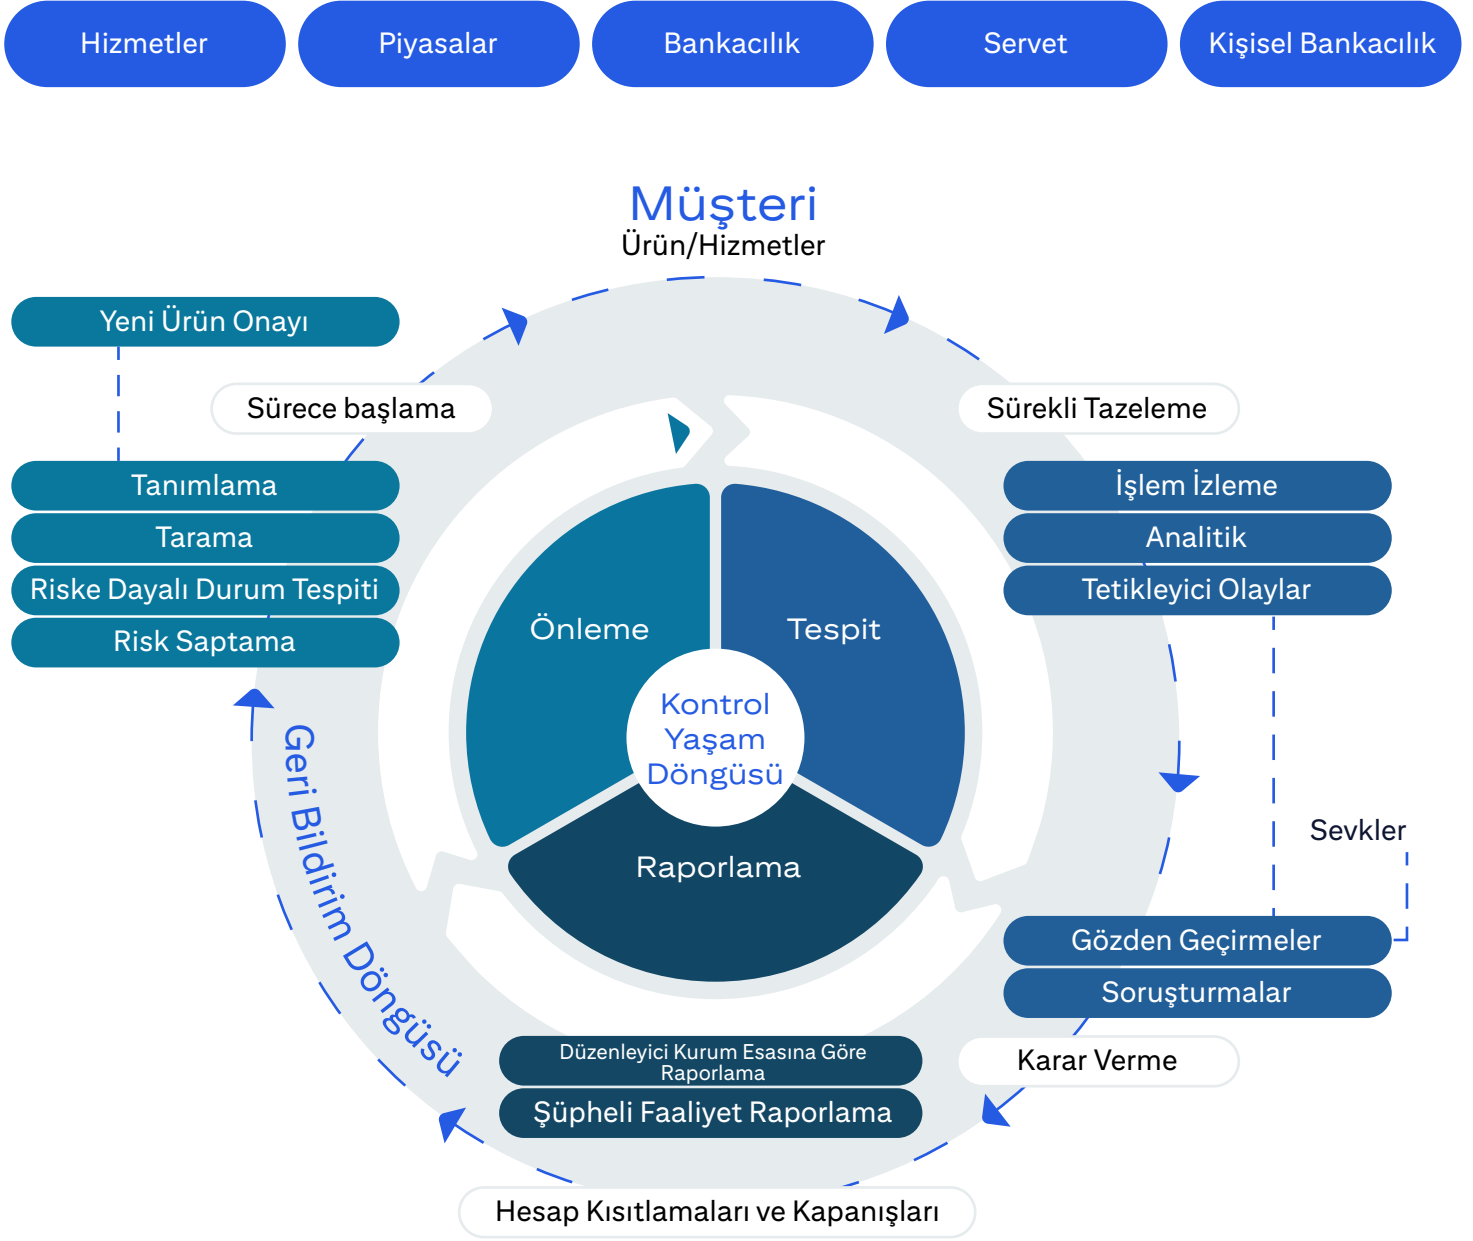 Hizmetler
Piyasalar
Bankacılık
Servet
Kişisel Bankacılık
Müşteri
Ürün/Hizmetler
Yeni Ürün Onayı
Sürece başlama
Sürekli Tazeleme
Tanımlama
Tarama
Riske Dayalı Durum Tespiti
Risk Saptama
İşlem İzleme
Analitik
Tetikleyici Olaylar
Önleme
Tespit
Kontrol
Yaşam
Döngüsü
Raporlama
Geri Bildirim Döngüsü
Sevkler
Gözden Geçirmeler
Soruşturmalar
Karar Verme
Düzenleyici Kurum Esasına Göre
Raporlama
Şüpheli Faaliyet Raporlama
Hesap Kısıtlamaları ve Kapanışları